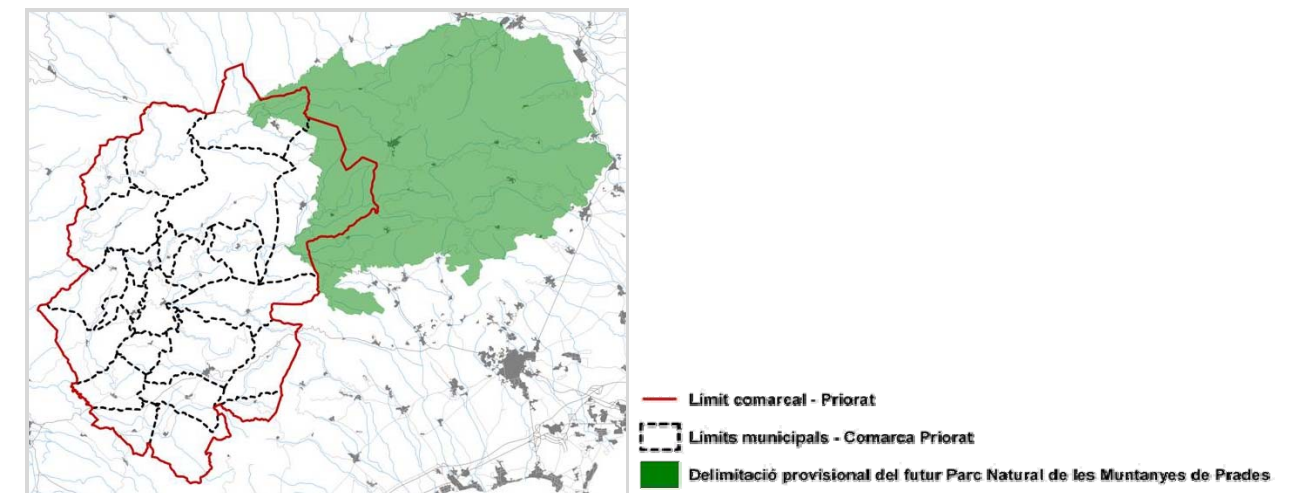 Límit comarcal - Priorat
Límits municipals - Comarca Priorat
Delimitació provisional del futur Parc Natural de les Muntanyes de Prades